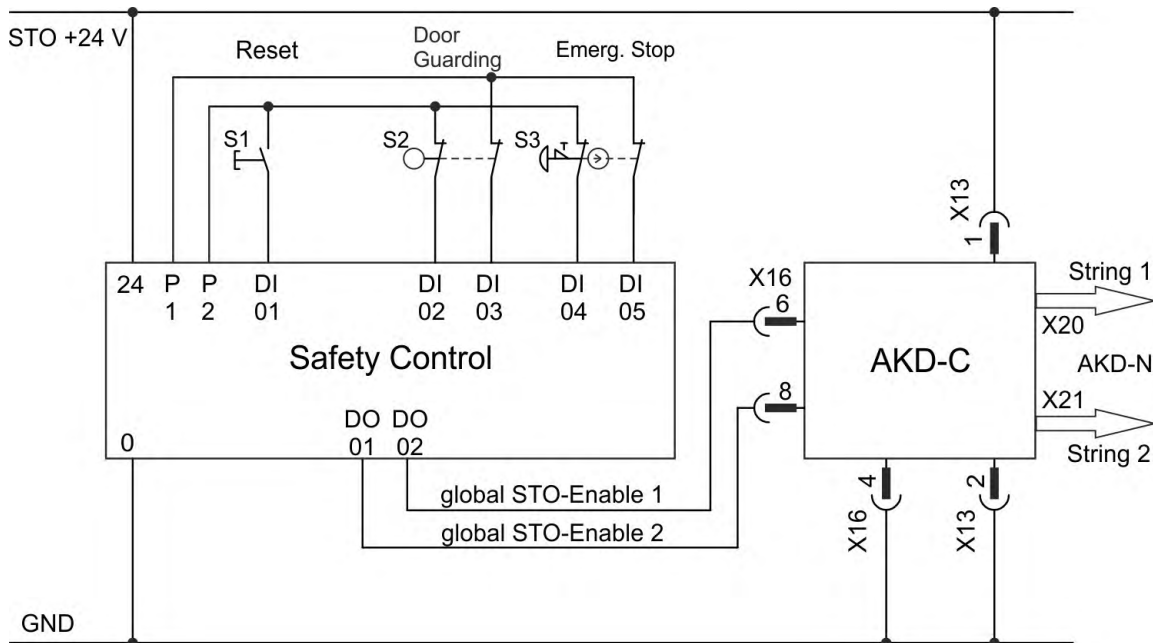 STO +24 V
Reset
Door
Guarding
Emerg. Stop
S1
S2
S3
X13
1
24
P
1
P
2
DI
01
DI
02
DI
03
DI
04
DI
05
Safety Control
0
DO
01
DO
02
X16
6
8
AKD-C
String 1
X20
AKD-N
X21
String 2
global STO-Enable 1
global STO-Enable 2
4
X16
2
X13
GND